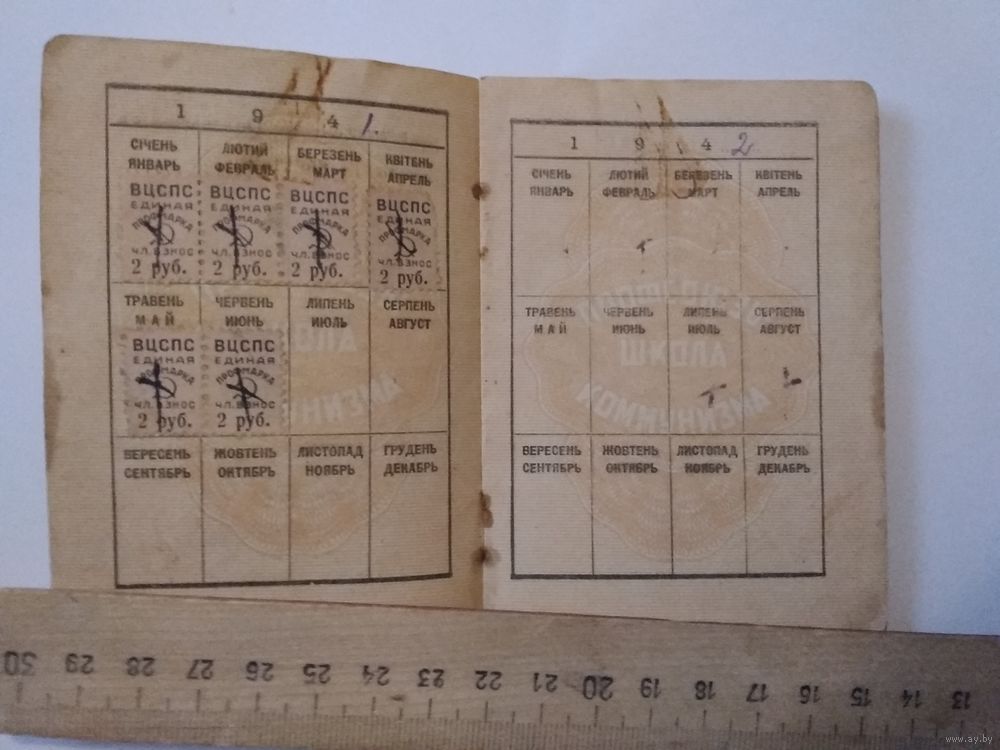 1 9 4 1.
СІЧЕНЬ ЛЮТИЙ БЕРЕЗЕНЬ КВІТЕНЬ
ЯНВАРЬ ФЕВРАЛЬ МАРТ АПРЕЛЬ
ВЦСПС ВЦСПС ВЦСПС ВЦСПС
ЕДИНАЯ ЕДИНАЯ ЕДИНАЯ ЕДИНАЯ
ПРОФМАРКА ПРОФМАРКА ПРОФМАРКА ПРОФМАРКА
ЧЛ. ВЗНОС ЧЛ. ВЗНОС ЧЛ. ВЗНОС ЧЛ. ВЗНОС
2 руб. 2 руб. 2 руб. 2 руб.
ТРАВЕНЬ ЧЕРВЕНЬ ЛИПЕНЬ СЕРПЕНЬ
МАЙ ИЮНЬ ИЮЛЬ АВГУСТ
ВЦСПС ВЦСПС
ЕДИНАЯ ЕДИНАЯ
ПРОФМАРКА ПРОФМАРКА
ЧЛ. ВЗНОС ЧЛ. ВЗНОС
2 руб. 2 руб.
ВЕРЕСЕНЬ ЖОВТЕНЬ ЛИСТОПАД ГРУДЕНЬ
СЕНТЯБРЬ ОКТЯБРЬ НОЯБРЬ ДЕКАБРЬ
1 9 4 2
СІЧЕНЬ ЛЮТИЙ БЕРЕЗЕНЬ КВІТЕНЬ
ЯНВАРЬ ФЕВРАЛЬ МАРТ АПРЕЛЬ
ТРАВЕНЬ ЧЕРВЕНЬ ЛИПЕНЬ СЕРПЕНЬ
МАЙ ИЮНЬ ИЮЛЬ АВГУСТ
ВЕРЕСЕНЬ ЖОВТЕНЬ ЛИСТОПАД ГРУДЕНЬ
СЕНТЯБРЬ ОКТЯБРЬ НОЯБРЬ ДЕКАБРЬ
30 29 28 27 26 25 24 23 22 21 20 19 18 17 16 15 14 13
www.ay.by